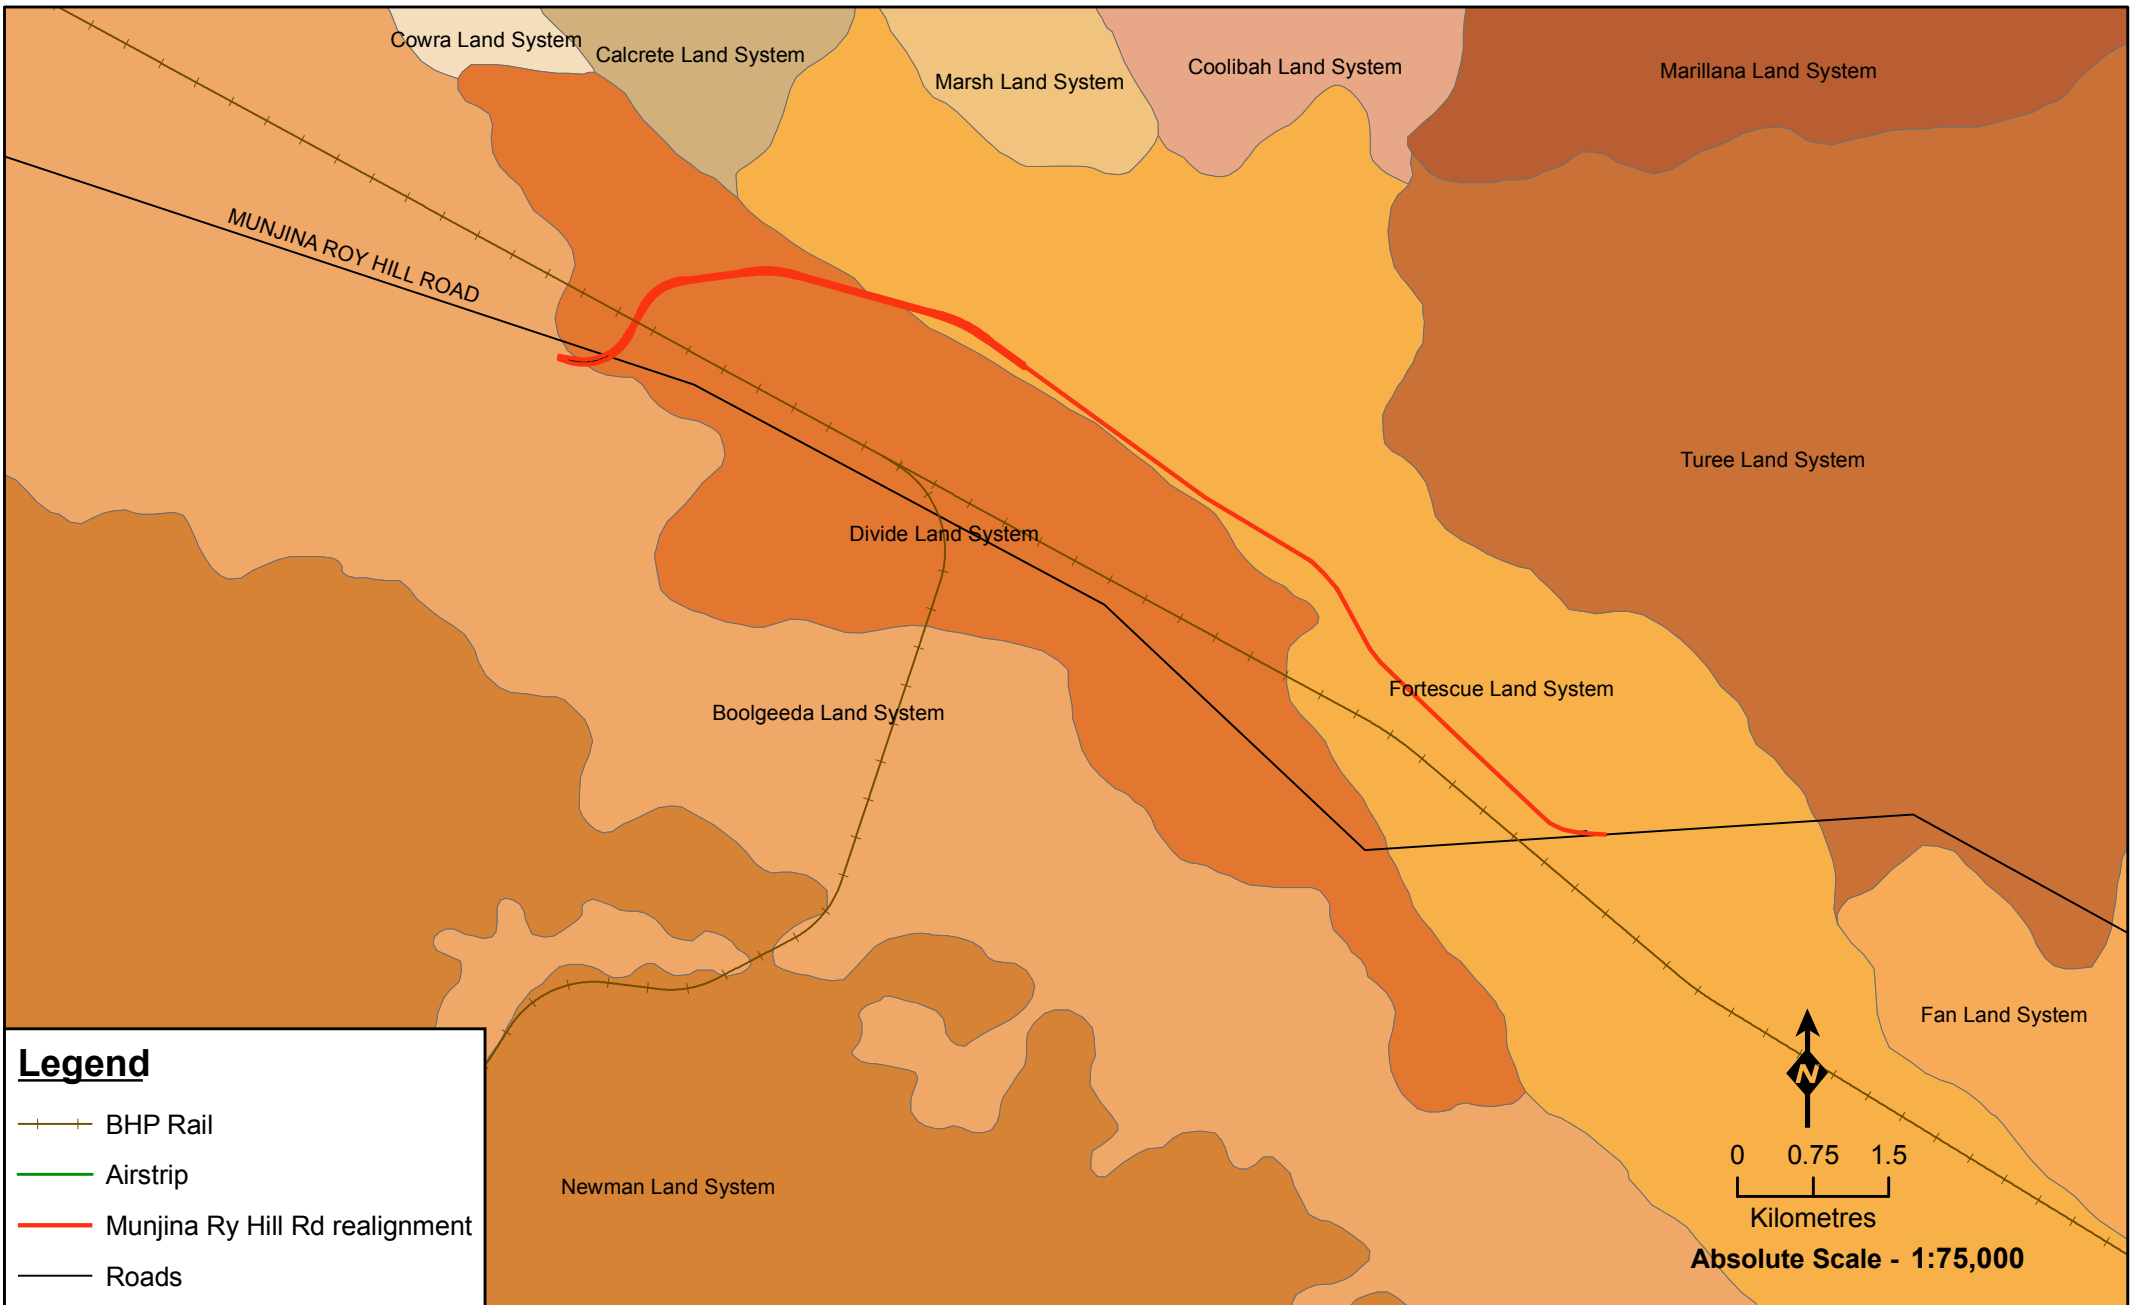 Cowra Land System
Calcrete Land System
Marsh Land System
Coolibah Land System
Marillana Land System
MUNJINA ROY HILL ROAD
Turee Land System
Divide Land System
Fortescue Land System
Boolgeeda Land System
Fan Land System
Newman Land System
Legend
BHP Rail
Airstrip
Munjina Ry Hill Rd realignment
Roads
N
0 0.75 1.5
Kilometres
Absolute Scale - 1:75,000